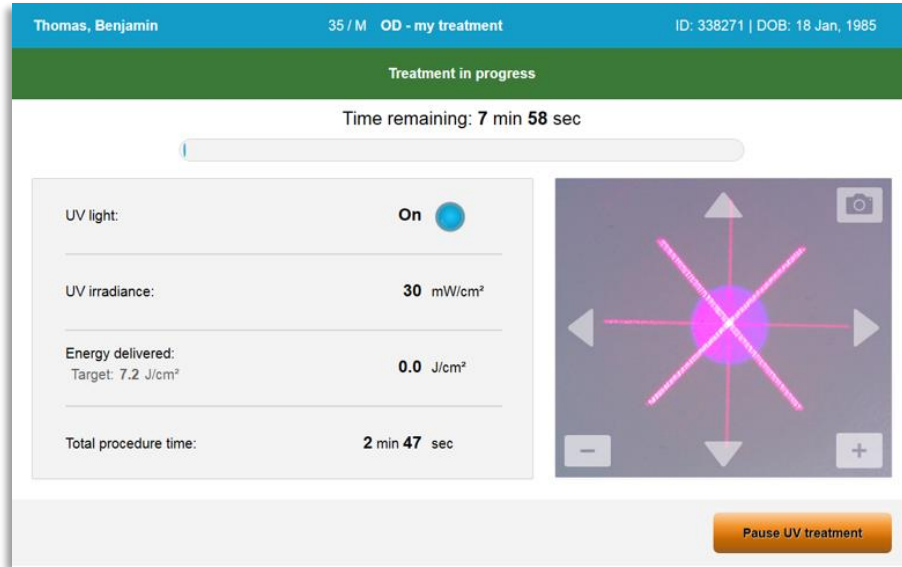 Thomas, Benjamin 35 / M OD - my treatment ID: 338271 | DOB: 18 Jan, 1985
Treatment in progress
Time remaining: 7 min 58 sec
UV light: On
UV irradiance: 30 mW/cm²
Energy delivered:
Target: 7.2 J/cm² 0.0 J/cm²
Total procedure time: 2 min 47 sec
Pause UV treatment